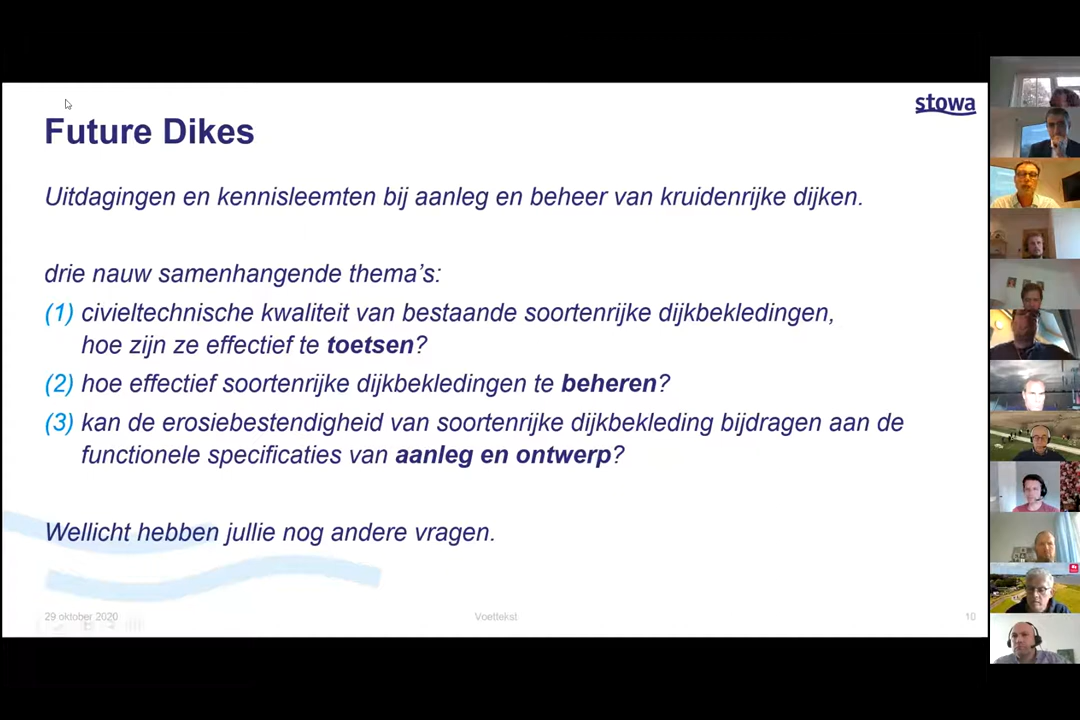 stowa
Future Dikes
Uitdagingen en kennisleemten bij aanleg en beheer van kruidenrijke dijken.
drie nauw samenhangende thema's:
(1) civieltechnische kwaliteit van bestaande soortenrijke dijkbekledingen,
hoe zijn ze effectief te toetsen?
(2) hoe effectief soortenrijke dijkbekledingen te beheren?
(3) kan de erosiebestendigheid van soortenrijke dijkbekleding bijdragen aan de
functionele specificaties van aanleg en ontwerp?
Wellicht hebben jullie nog andere vragen.
29 oktober 2020
Voettekst
10